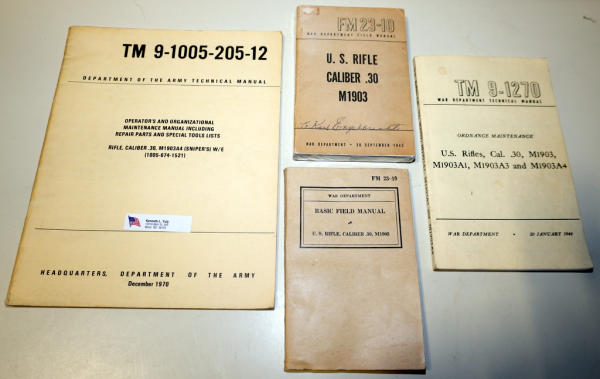 TM 9-1005-205-12
DEPARTMENT OF THE ARMY TECHNICAL MANUAL
OPERATOR'S AND ORGANIZATIONAL
MAINTENANCE MANUAL INCLUDING
REPAIR PARTS AND SPECIAL TOOLS LISTS
RIFLE, CALIBER .30, M1903A4 (SNIPER'S) W/E
(1005-674-1521)
Kenneth L.
HEADQUARTERS, DEPARTMENT OF THE ARMY
December 1970
FM 23-10
WAR DEPARTMENT FIELD MANUAL
U. S. RIFLE
CALIBER .30
M1903
WAR DEPARTMENT • 30 SEPTEMBER 1943
FM 23-10
WAR DEPARTMENT
BASIC FIELD MANUAL
U. S. RIFLE, CALIBER .30, M1903
TM 9-1270
WAR DEPARTMENT TECHNICAL MANUAL
ORDNANCE MAINTENANCE
U.S. Rifles, Cal. .30, M1903,
M1903A1, M1903A3 and M1903A4
WAR DEPARTMENT • 20 JANUARY 1944